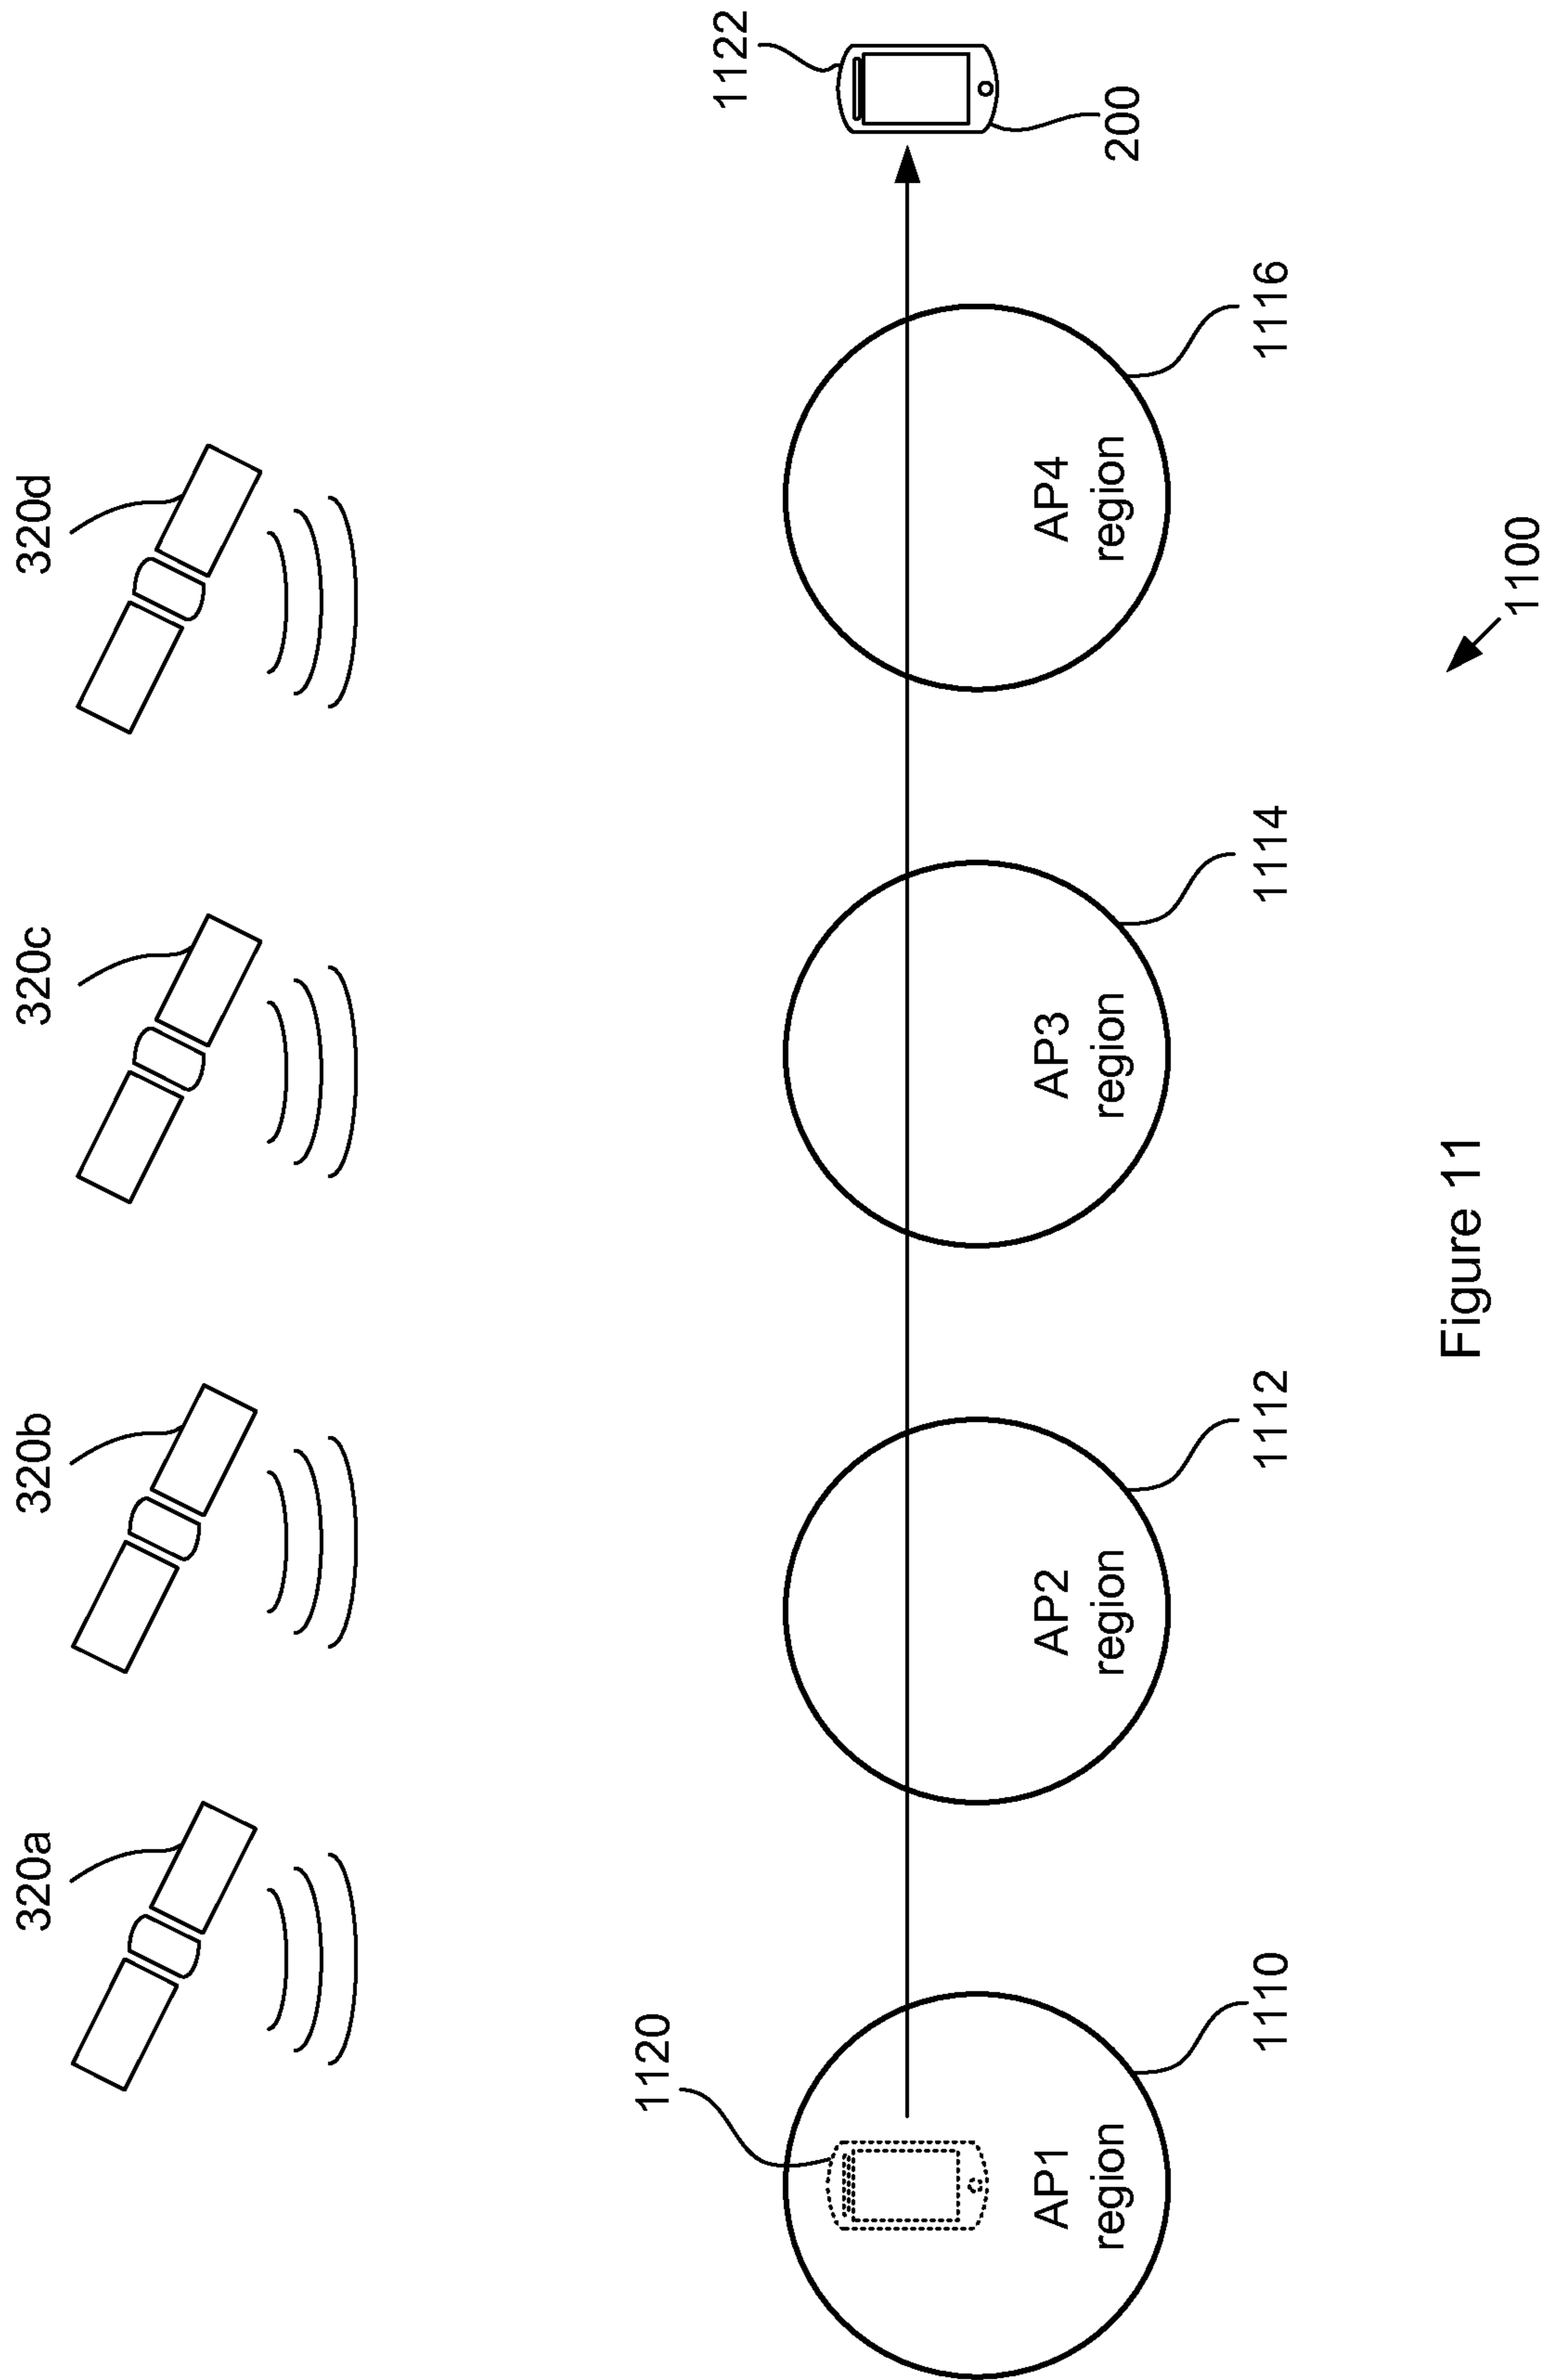 320a
320b
320c
320d
1120
1122
200
AP1
region
AP2
region
AP3
region
AP4
region
1110
1112
1114
1116
Figure 11
1100